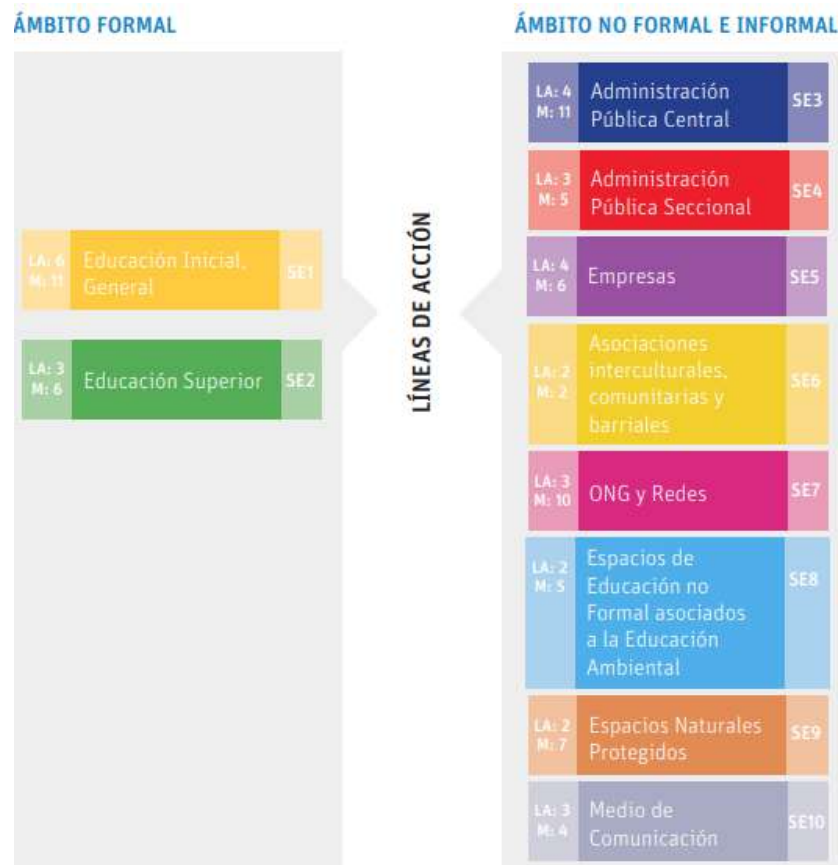 ÁMBITO FORMAL
LA: 6
M: 11
Educación Inicial,
General
SE1
LA: 3
M: 6
Educación Superior
SE2
LÍNEAS DE ACCIÓN
ÁMBITO NO FORMAL E INFORMAL
LA: 4
M: 11
Administración
Pública Central
SE3
LA: 3
M: 5
Administración
Pública Seccional
SE4
LA: 4
M: 6
Empresas
SE5
LA: 2
M: 2
Asociaciones
interculturales,
comunitarias y
barriales
SE6
LA: 3
M: 10
ONG y Redes
SE7
LA: 2
M: 5
Espacios de
Educación no
Formal asociados
a la Educación
Ambiental
SE8
LA: 2
M: 7
Espacios Naturales
Protegidos
SE9
LA: 3
M: 4
Medio de
Comunicación
SE10